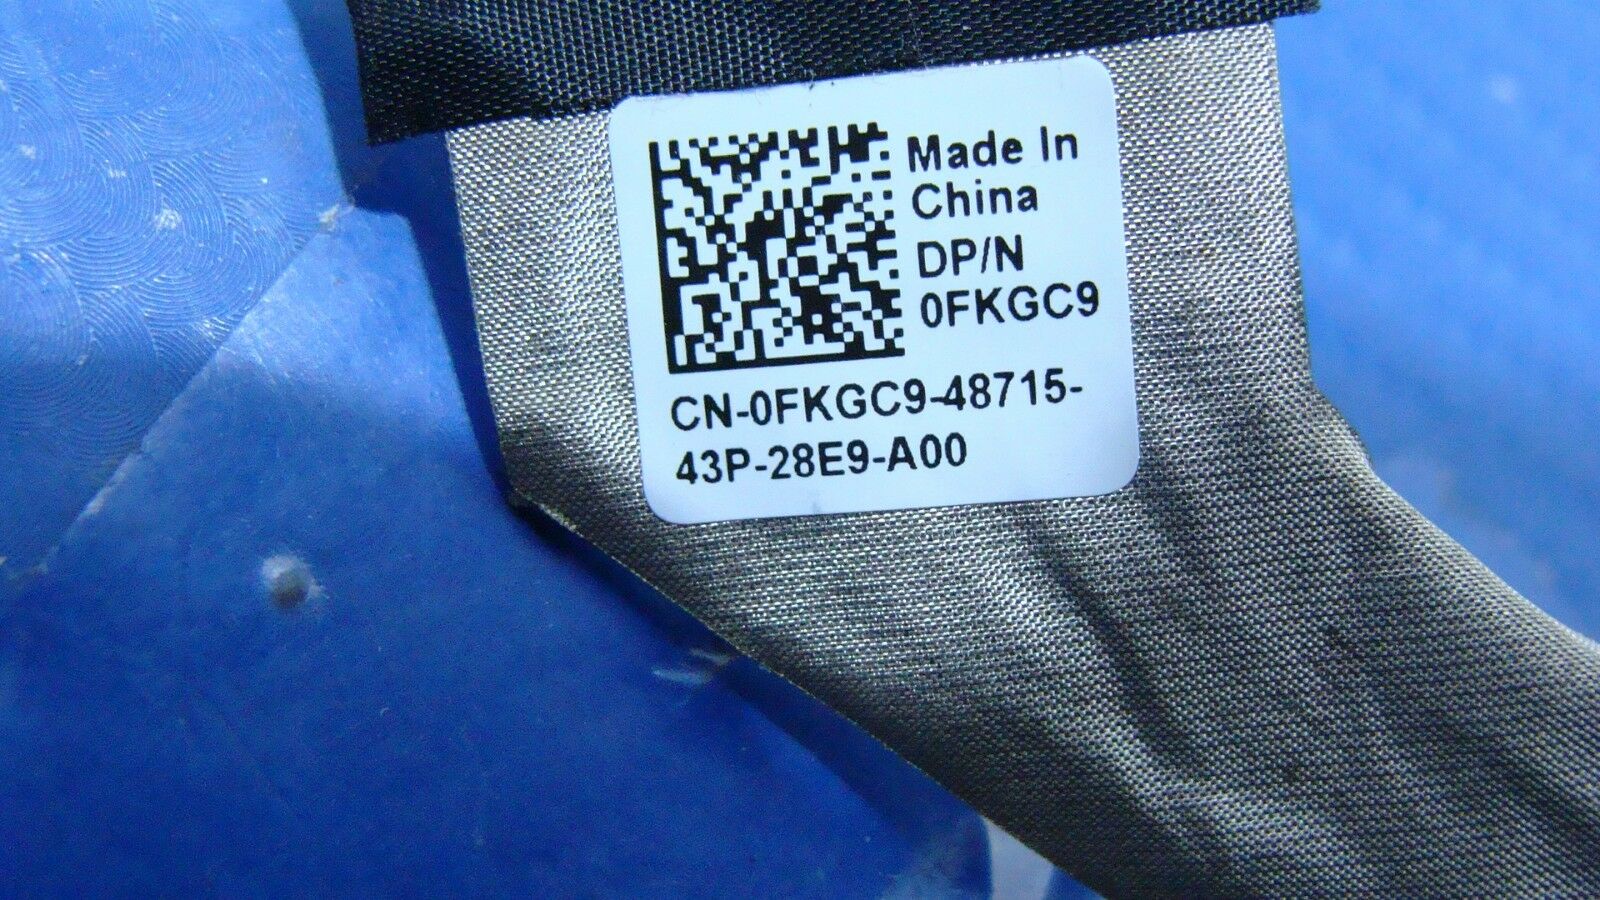 Made In
China
DP/N
0FKGC9
CN-0FKGC9-48715-
43P-28E9-A00